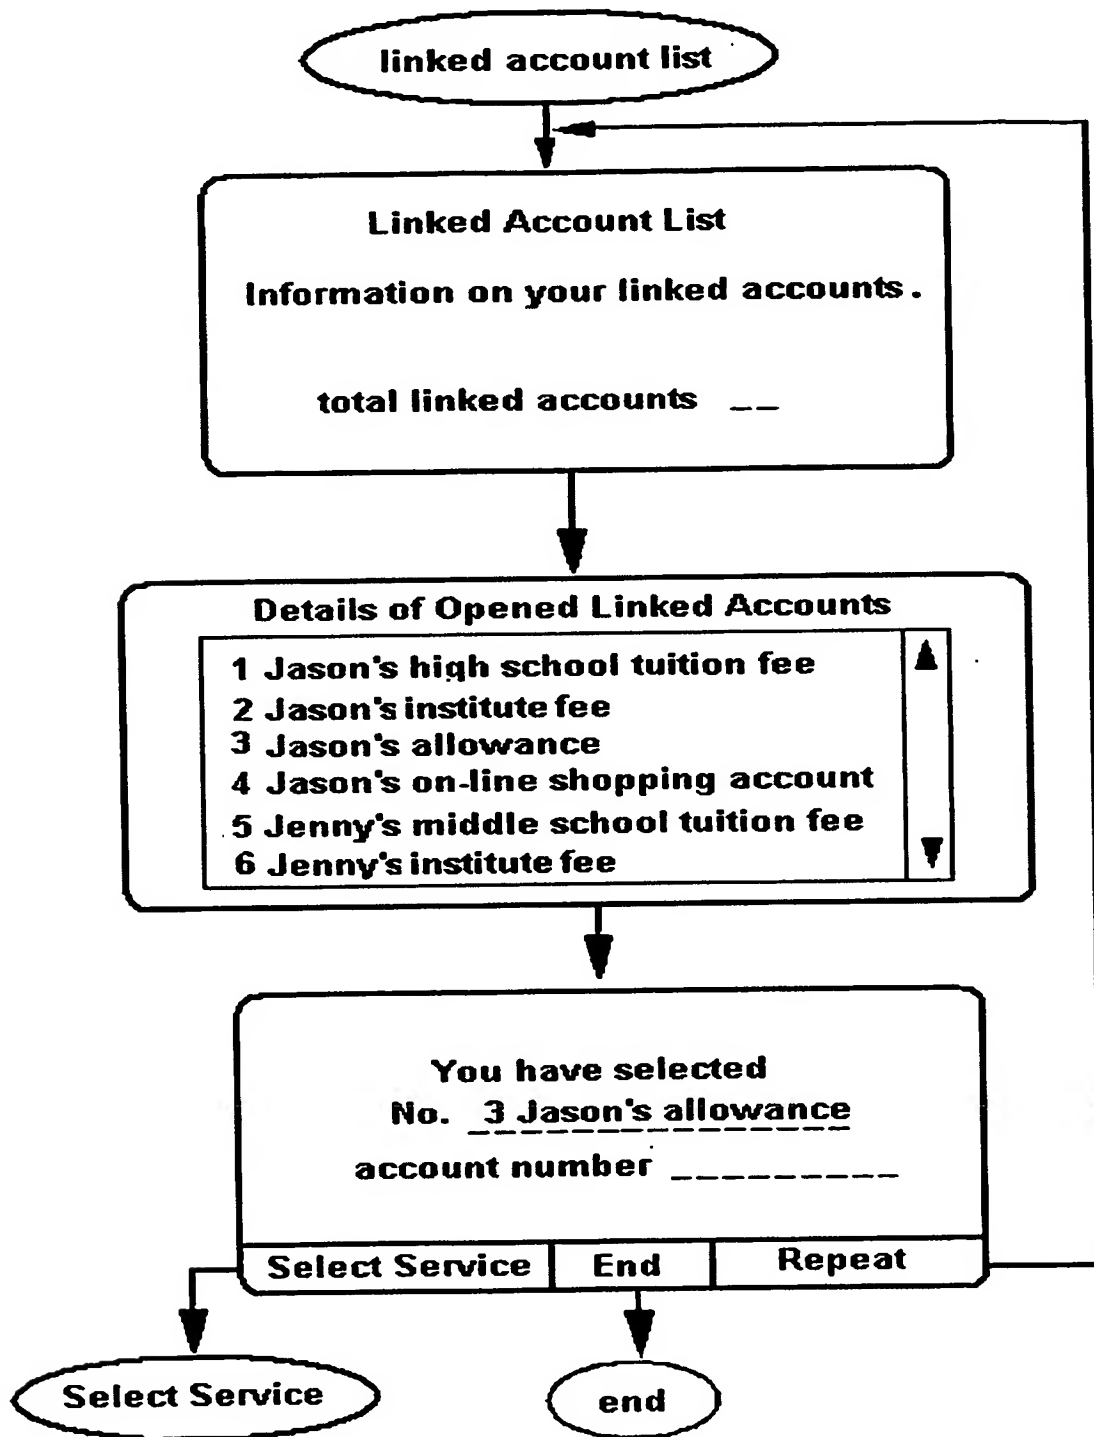 linked account list
Linked Account List
Information on your linked accounts.
total linked accounts __
Details of Opened Linked Accounts
1 Jason's high school tuition fee
2 Jason's institute fee
3 Jason's allowance
4 Jason's on-line shopping account
5 Jenny's middle school tuition fee
6 Jenny's institute fee
You have selected
No. 3 Jason's allowance
account number _________
Select Service End Repeat
Select Service
end